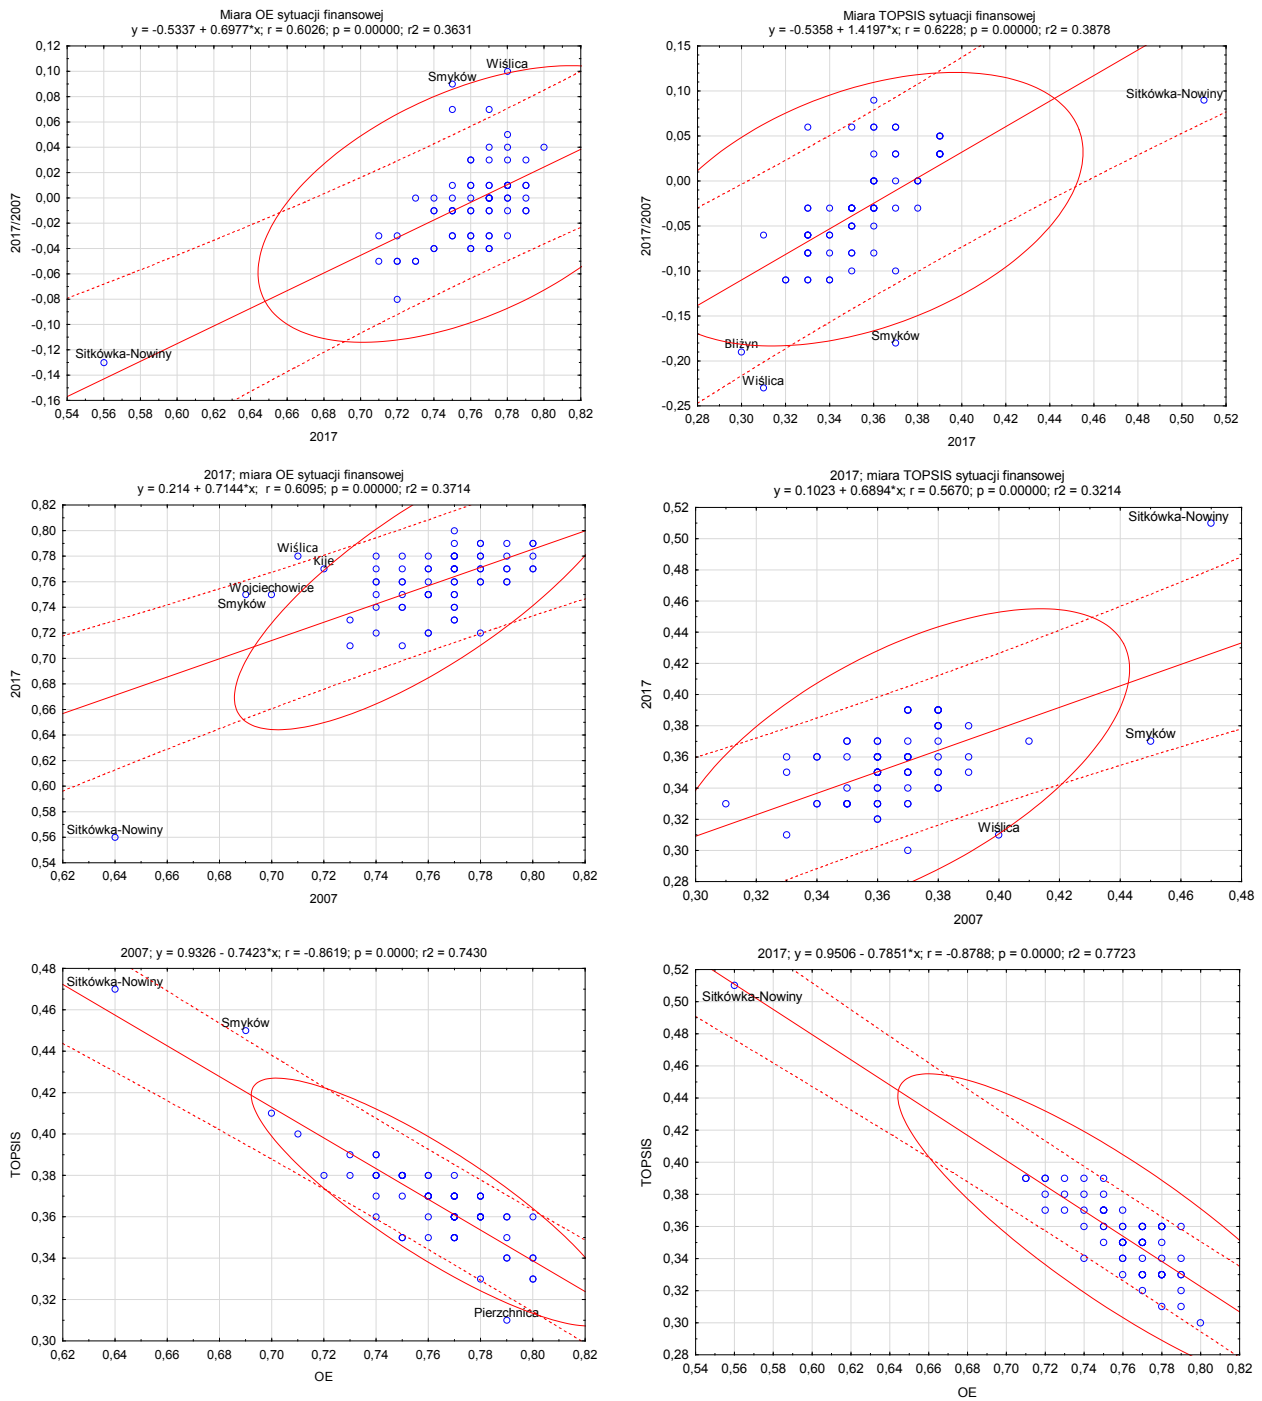 Miara OE sytuacji finansowej
y = -0.5337 + 0.6977*x; r = 0.6026; p = 0.00000; r2 = 0.3631
0,12
0,10
0,08
0,06
0,04
0,02
0,00
-0,02
-0,04
-0,06
-0,08
-0,10
-0,12
-0,14
-0,16
2017/2007
Wiślica
Smyków
Sitkówka-Nowiny
0,54 0,56 0,58 0,60 0,62 0,64 0,66 0,68 0,70 0,72 0,74 0,76 0,78 0,80 0,82
2017
Miara TOPSIS sytuacji finansowej
y = -0.5358 + 1.4197*x; r = 0.6228; p = 0.00000; r2 = 0.3878
0,15
0,10
0,05
0,00
-0,05
-0,10
-0,15
-0,20
-0,25
2017/2007
Sitkówka-Nowiny
Smyków
Bliżyn
Wiślica
0,28 0,30 0,32 0,34 0,36 0,38 0,40 0,42 0,44 0,46 0,48 0,50 0,52
2017
2017; miara OE sytuacji finansowej
y = 0.214 + 0.7144*x; r = 0.6095; p = 0.00000; r2 = 0.3714
0,82
0,80
0,78
0,76
0,74
0,72
0,70
0,68
0,66
0,64
0,62
0,60
0,58
0,56
0,54
2017
Wiślica
Kije
Wojciechowice
Smyków
Sitkówka-Nowiny
0,62 0,64 0,66 0,68 0,70 0,72 0,74 0,76 0,78 0,80 0,82
2007
2017; miara TOPSIS sytuacji finansowej
y = 0.1023 + 0.6894*x; r = 0.5670; p = 0.00000; r2 = 0.3214
0,52
0,50
0,48
0,46
0,44
0,42
0,40
0,38
0,36
0,34
0,32
0,30
0,28
2017
Sitkówka-Nowiny
Smyków
Wiślica
0,30 0,32 0,34 0,36 0,38 0,40 0,42 0,44 0,46 0,48
2007
2007; y = 0.9326 - 0.7423*x; r = -0.8619; p = 0.0000; r2 = 0.7430
0,48
0,46
0,44
0,42
0,40
0,38
0,36
0,34
0,32
0,30
TOPSIS
Sitkówka-Nowiny
Smyków
Pierzchnica
0,62 0,64 0,66 0,68 0,70 0,72 0,74 0,76 0,78 0,80 0,82
OE
2017; y = 0.9506 - 0.7851*x; r = -0.8788; p = 0.0000; r2 = 0.7723
0,52
0,50
0,48
0,46
0,44
0,42
0,40
0,38
0,36
0,34
0,32
0,30
0,28
TOPSIS
Sitkówka-Nowiny
0,54 0,56 0,58 0,60 0,62 0,64 0,66 0,68 0,70 0,72 0,74 0,76 0,78 0,80 0,82
OE